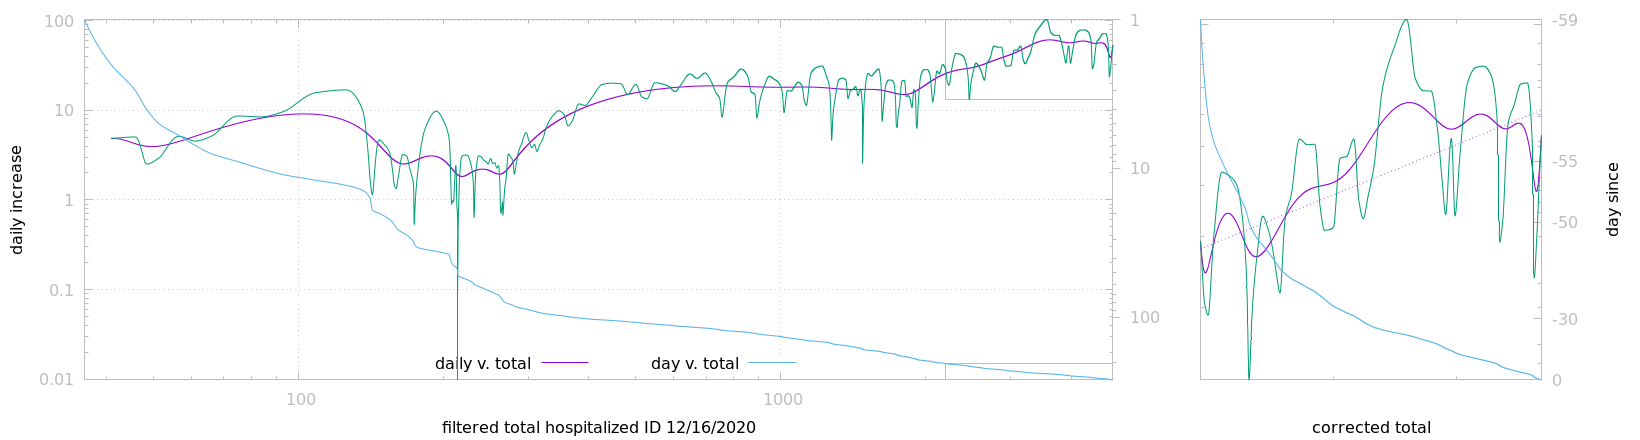 100
10
1
0.1
0.01
daily increase
daily v. total
day v. total
100
1000
filtered total hospitalized ID 12/16/2020
1
10
100
-59
-55
-50
-30
0
day since
corrected total